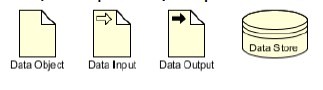 Data Store
Data Object
Data Input
Data Output